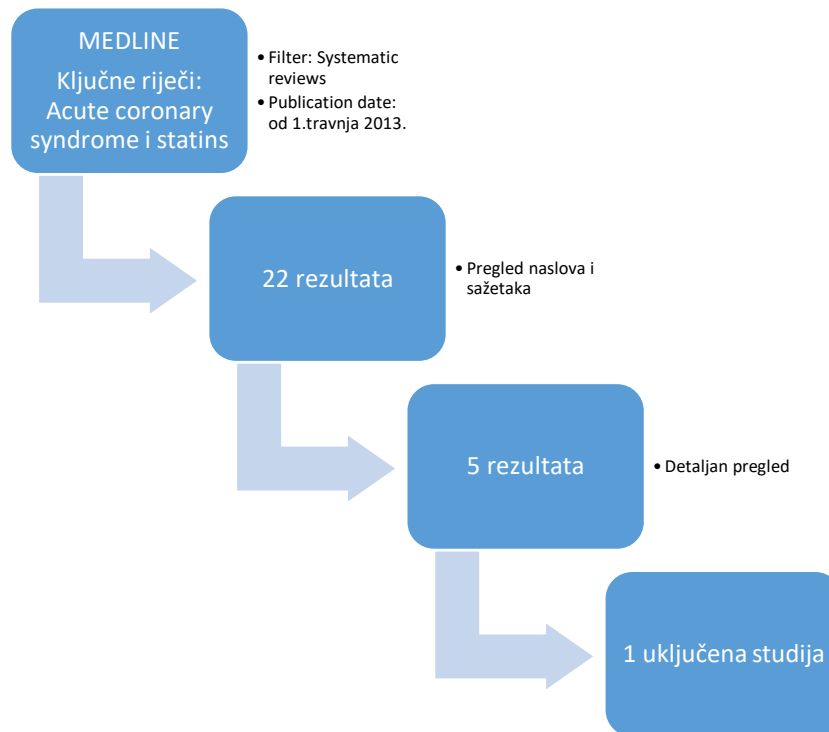 MEDLINE
Ključne riječi:
Acute coronary
syndrome i statins
• Filter: Systematic
reviews
• Publication date:
od 1.travnja 2013.
22 rezultata
• Pregled naslova i
sažetaka
5 rezultata
• Detaljan pregled
1 uključena studija